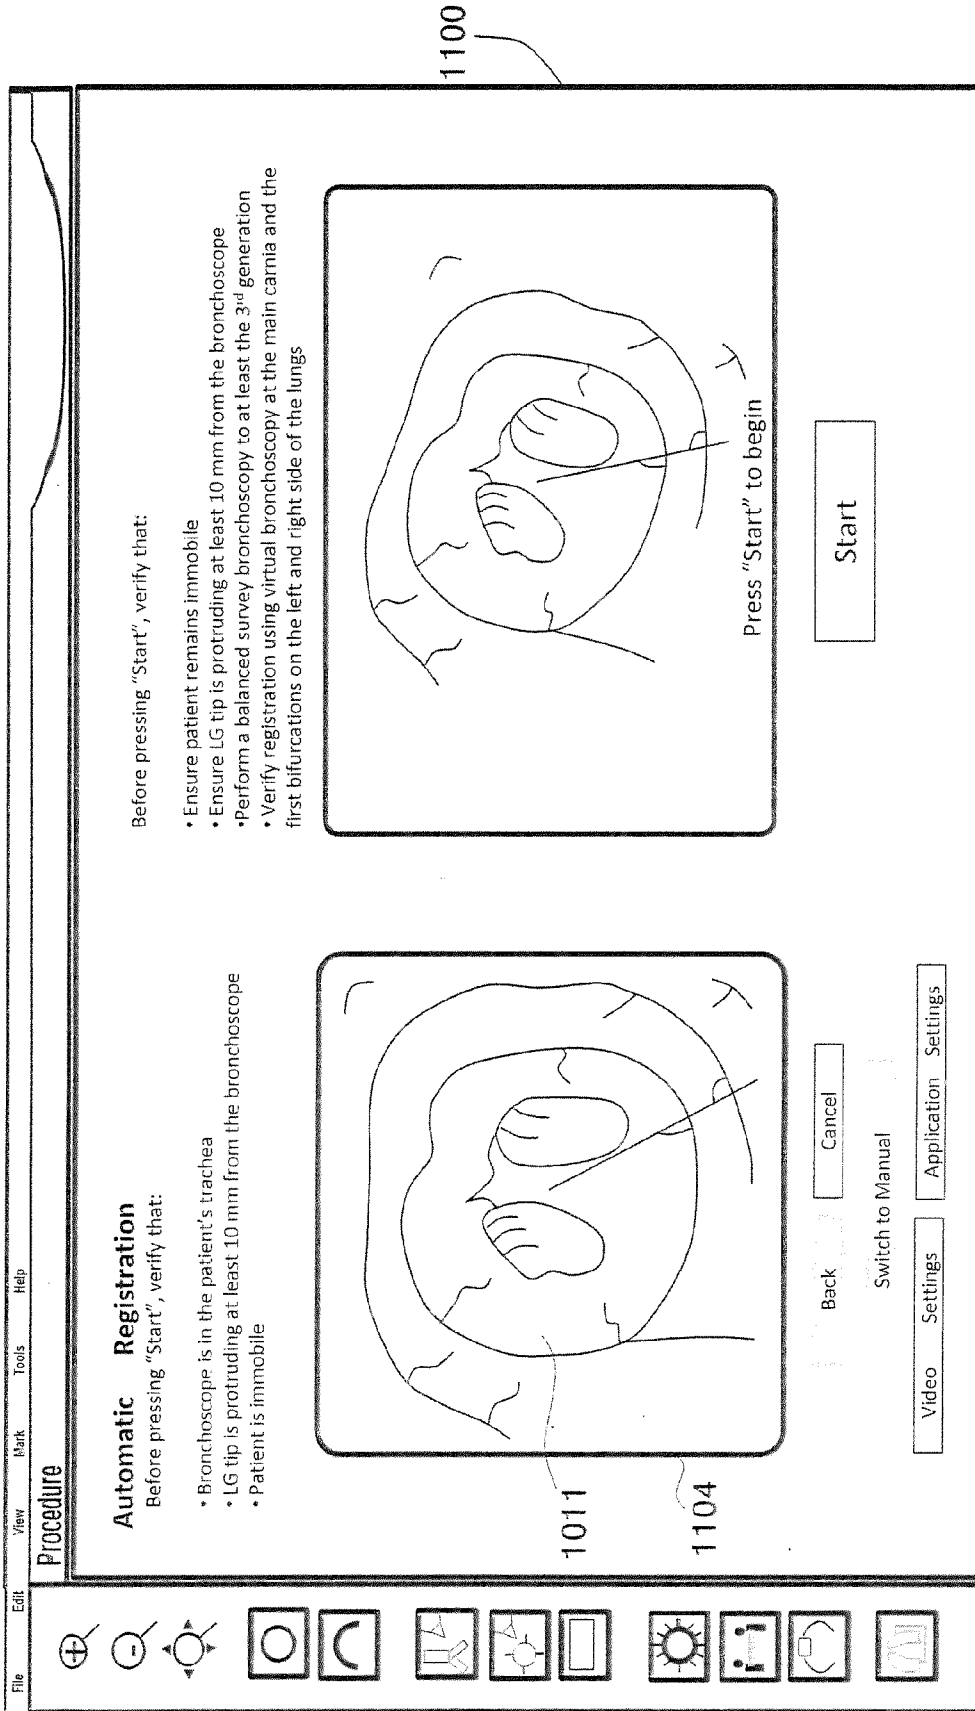 File Edit View Mark Tools Help
Procedure
Automatic Registration
Before pressing "Start", verify that:
• Bronchoscope is in the patient's trachea
• LG tip is protruding at least 10 mm from the bronchoscope
• Patient is immobile
1011
1104
Back
Cancel
Switch to Manual
Video Settings
Application Settings
Before pressing "Start", verify that:
• Ensure patient remains immobile
• Ensure LG tip is protruding at least 10 mm from the bronchoscope
•Perform a balanced survey bronchoscopy to at least the 3rd generation
• Verify registration using virtual bronchoscopy at the main carnia and the
first bifurcations on the left and right side of the lungs
Press "Start" to begin
Start
1100